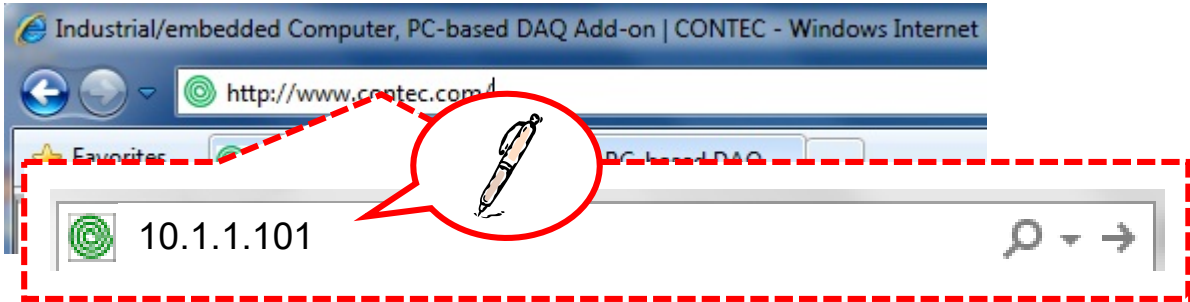 Industrial/embedded Computer, PC-based DAQ Add-on | CONTEC - Windows Internet
http://www.contec.com/
Favorites PC-based DAQ
10.1.1.101